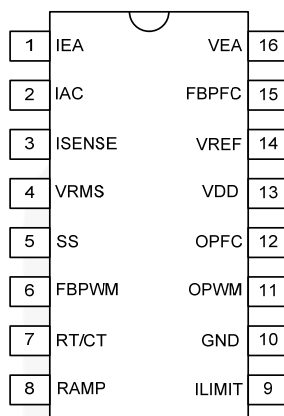 1 IEA VEA 16
2 IAC FBPFC 15
3 ISENSE VREF 14
4 VRMS VDD 13
5 SS OPFC 12
6 FBPWM OPWM 11
7 RT/CT GND 10
8 RAMP ILIMIT 9